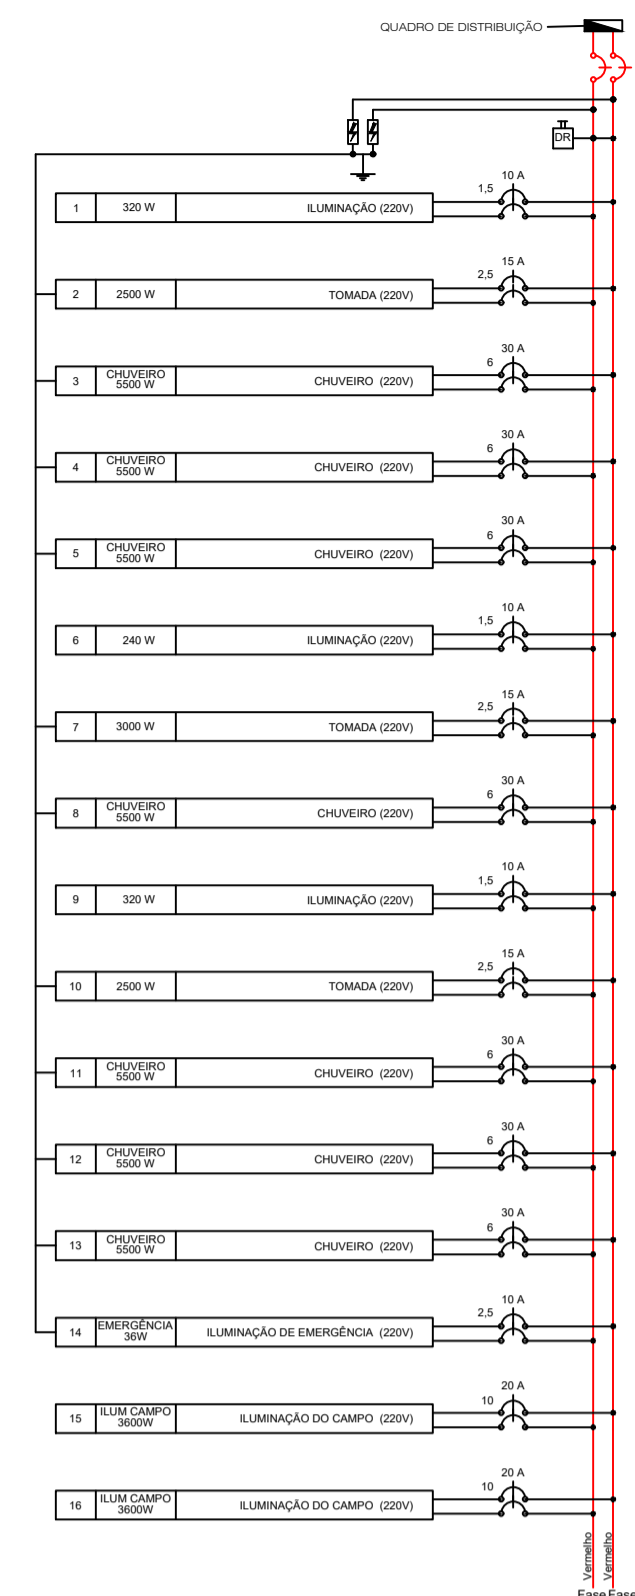 QUADRO DE DISTRIBUIÇÃO
DR
10 A
1,5
1 320 W ILUMINAÇÃO (220V)
15 A
2,5
2 2500 W TOMADA (220V)
30 A
6
3 CHUVEIRO 5500 W CHUVEIRO (220V)
30 A
6
4 CHUVEIRO 5500 W CHUVEIRO (220V)
30 A
6
5 CHUVEIRO 5500 W CHUVEIRO (220V)
10 A
1,5
6 240 W ILUMINAÇÃO (220V)
15 A
2,5
7 3000 W TOMADA (220V)
30 A
6
8 CHUVEIRO 5500 W CHUVEIRO (220V)
10 A
1,5
9 320 W ILUMINAÇÃO (220V)
15 A
2,5
10 2500 W TOMADA (220V)
30 A
6
11 CHUVEIRO 5500 W CHUVEIRO (220V)
30 A
6
12 CHUVEIRO 5500 W CHUVEIRO (220V)
30 A
6
13 CHUVEIRO 5500 W CHUVEIRO (220V)
10 A
2,5
14 EMERGÊNCIA 36W ILUMINAÇÃO DE EMERGÊNCIA (220V)
20 A
10
15 ILUM CAMPO 3600W ILUMINAÇÃO DO CAMPO (220V)
20 A
10
16 ILUM CAMPO 3600W ILUMINAÇÃO DO CAMPO (220V)
Vermelho
Vermelho
Fase Fase